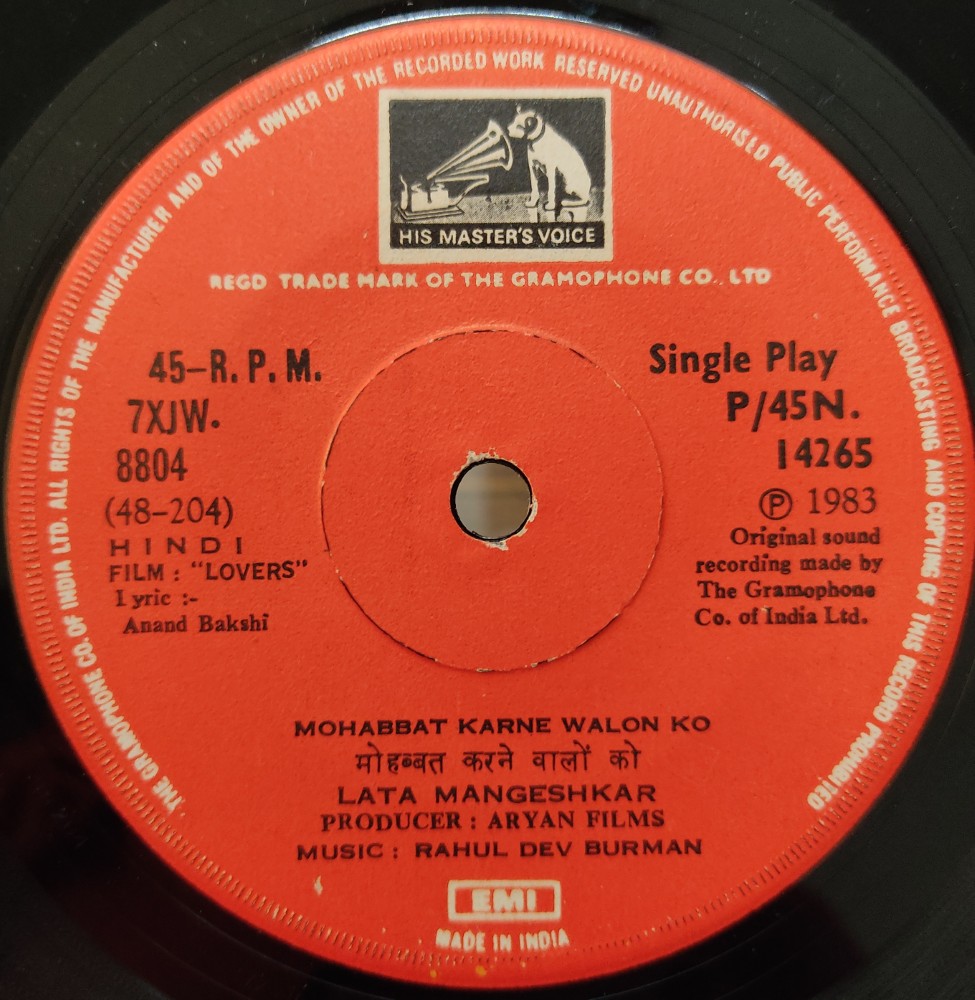 THE GRAMOPHONE CO. OF INDIA LTD. ALL RIGHTS OF THE MANUFACTURER AND OF THE OWNER OF THE RECORDED WORK RESERVED UNAUTHORISED PUBLIC PERFORMANCE BROADCASTING AND COPYING OF THIS RECORD PROHIBITED
HIS MASTER'S VOICE
REGD TRADE MARK OF THE GRAMOPHONE CO., LTD
45-R. P. M.
7XJW.
8804
(48-204)
HINDI
FILM : "LOVERS"
Lyric :-
Anand Bakshi
Single Play
P/45N.
14265
℗ 1983
Original sound
recording made by
The Gramophone
Co. of India Ltd.
MOHABBAT KARNE WALON KO
मोहब्बत करने वालों को
LATA MANGESHKAR
PRODUCER : ARYAN FILMS
MUSIC : RAHUL DEV BURMAN
EMI
MADE IN INDIA